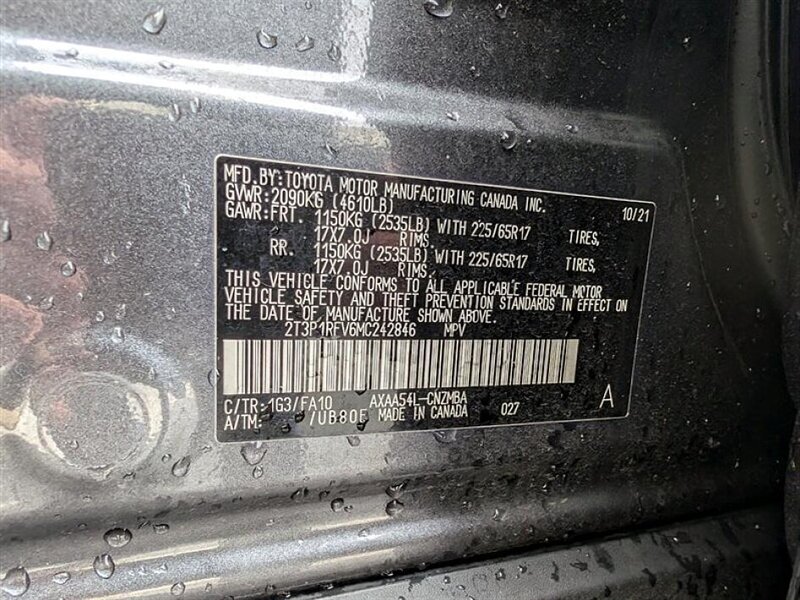 MFD.BY:TOYOTA MOTOR MANUFACTURING CANADA INC.
GVWR:2090KG (4610LB) 10/21
GAWR:FRT. 1150KG (2535LB) WITH 225/65R17 TIRES,
17X7.0J RIMS.
RR. 1150KG (2535LB) WITH 225/65R17 TIRES,
17X7.0J RIMS.
THIS VEHICLE CONFORMS TO ALL APPLICABLE FEDERAL MOTOR
VEHICLE SAFETY AND THEFT PREVENTION STANDARDS IN EFFECT ON
THE DATE OF MANUFACTURE SHOWN ABOVE.
2T3P1RFV6MC242846 MPV
C/TR:1G3/FA10 AXAA54L-CNZMBA
A/TM: /UB80F MADE IN CANADA 027 A